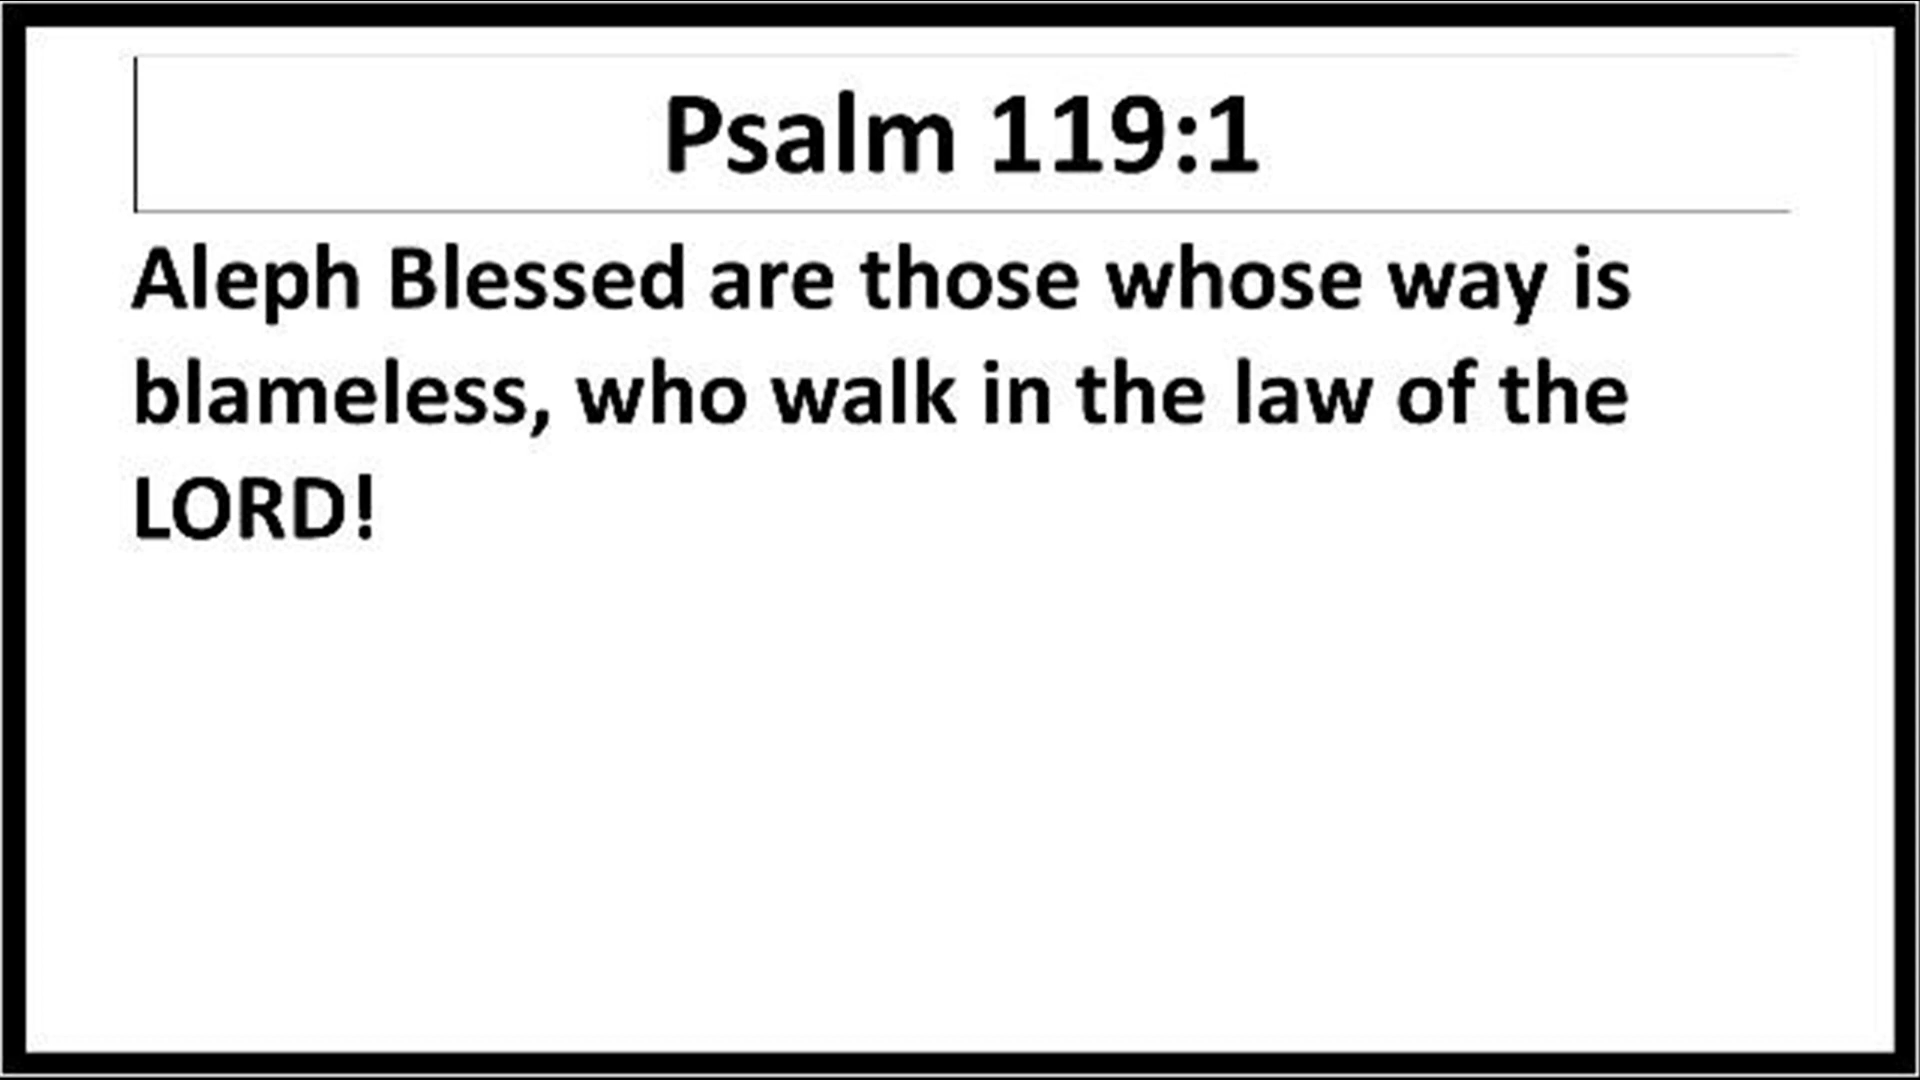 Psalm 119:1
Aleph Blessed are those whose way is
blameless, who walk in the law of the
LORD!